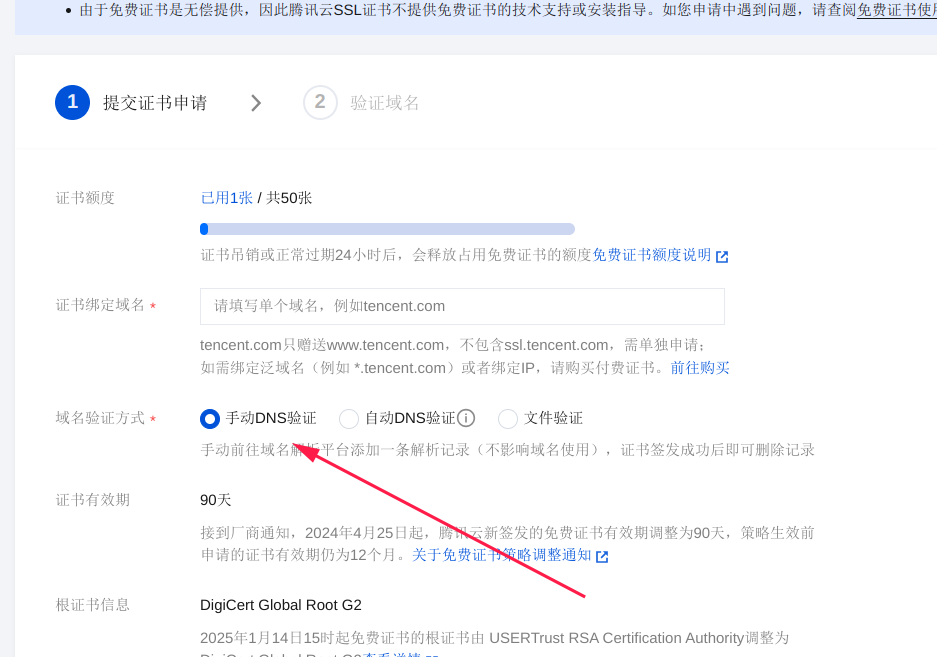 • 由于免费证书是无偿提供，因此腾讯云SSL证书不提供免费证书的技术支持或安装指导。如您申请中遇到问题，请查阅免费证书使用
1 提交证书申请 > 2 验证域名
证书额度 已用1张 / 共50张
证书吊销或正常过期24小时后，会释放占用免费证书的额度免费证书额度说明
证书绑定域名 * 请填写单个域名，例如tencent.com
tencent.com只赠送www.tencent.com，不包含ssl.tencent.com，需单独申请；
如需绑定泛域名（例如 *.tencent.com）或者绑定IP，请购买付费证书。前往购买
域名验证方式 * 手动DNS验证 自动DNS验证 文件验证
手动前往域名解析平台添加一条解析记录（不影响域名使用），证书签发成功后即可删除记录
证书有效期 90天
接到厂商通知，2024年4月25日起，腾讯云新签发的免费证书有效期调整为90天，策略生效前
申请的证书有效期仍为12个月。关于免费证书策略调整通知
根证书信息 DigiCert Global Root G2
2025年1月14日15时起免费证书的根证书由 USERTrust RSA Certification Authority调整为
DigiCert Global Root G2查看详情